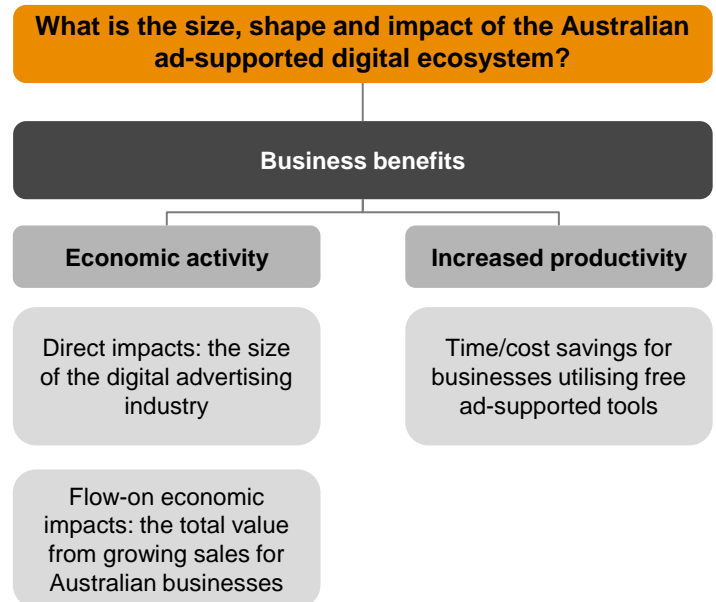 What is the size, shape and impact of the Australian
ad-supported digital ecosystem?
Business benefits
Economic activity
Increased productivity
Direct impacts: the size
of the digital advertising
industry
Time/cost savings for
businesses utilising free
ad-supported tools
Flow-on economic
impacts: the total value
from growing sales for
Australian businesses